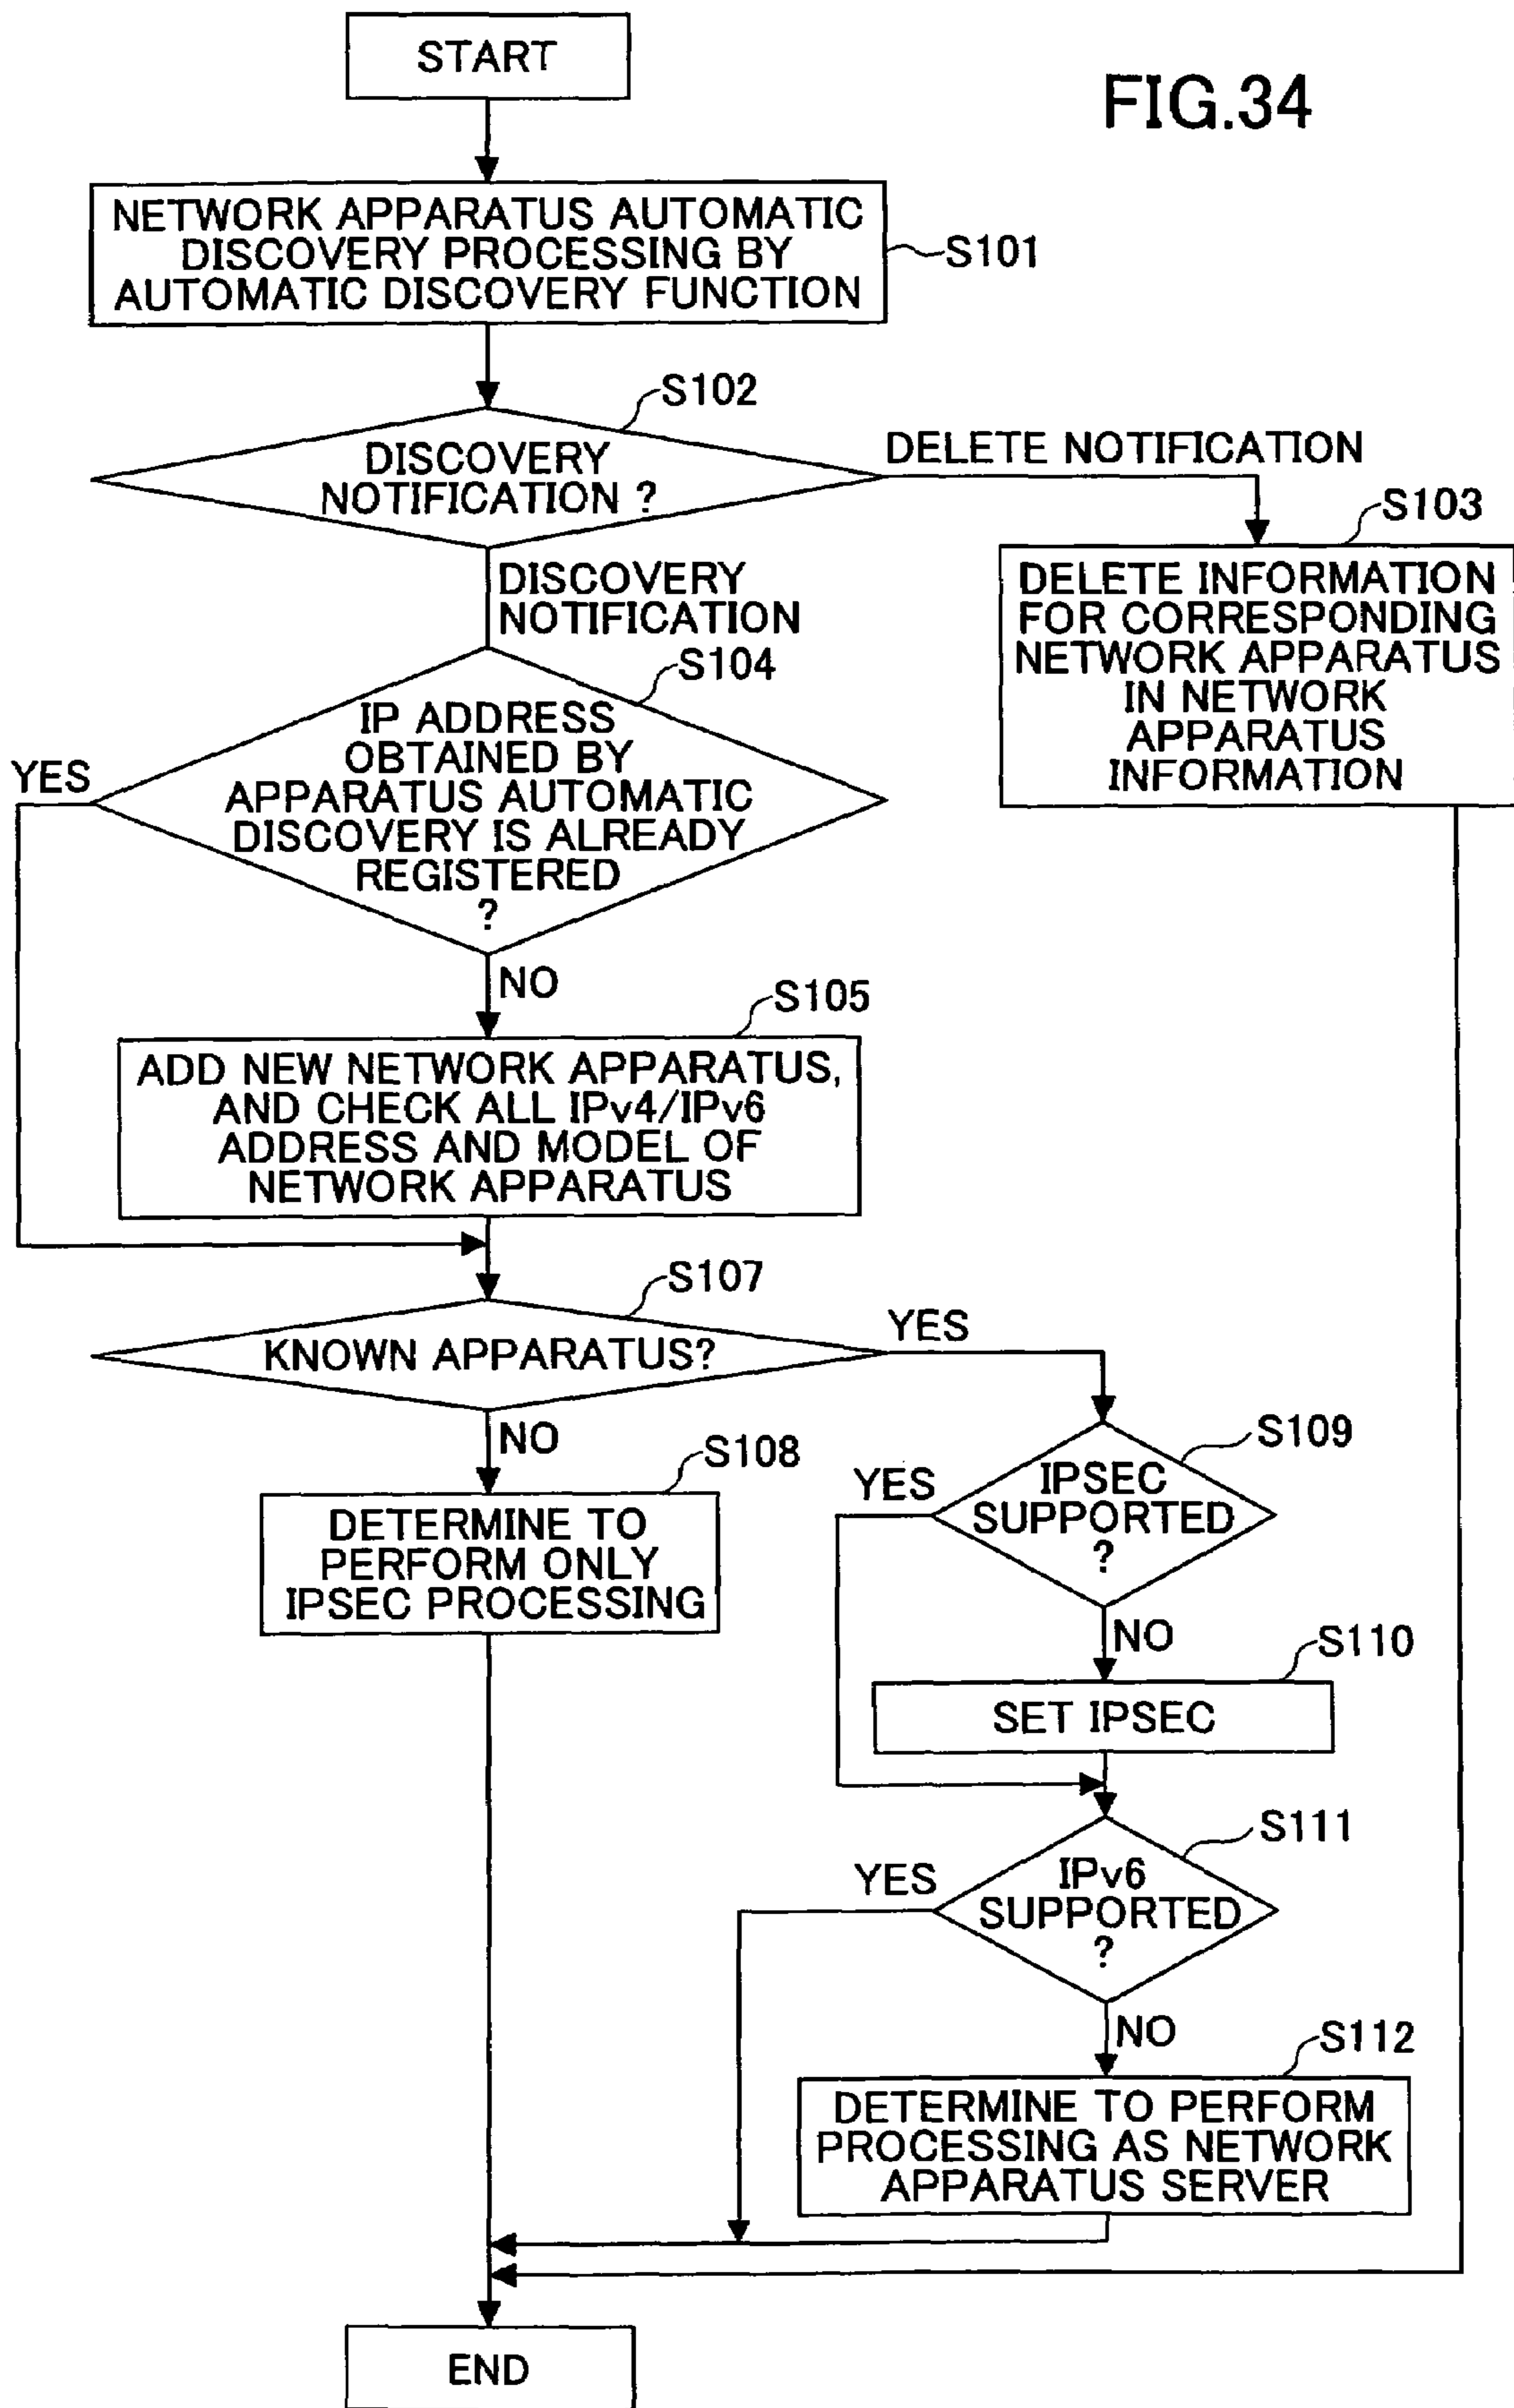 START
FIG.34
NETWORK APPARATUS AUTOMATIC
DISCOVERY PROCESSING BY
AUTOMATIC DISCOVERY FUNCTION
S101
S102
DISCOVERY
NOTIFICATION ?
DELETE NOTIFICATION
S103
DELETE INFORMATION
FOR CORRESPONDING
NETWORK APPARATUS
IN NETWORK
APPARATUS
INFORMATION
DISCOVERY
NOTIFICATION
S104
IP ADDRESS
OBTAINED BY
APPARATUS AUTOMATIC
DISCOVERY IS ALREADY
REGISTERED
?
YES
NO
S105
ADD NEW NETWORK APPARATUS,
AND CHECK ALL IPv4/IPv6
ADDRESS AND MODEL OF
NETWORK APPARATUS
S107
KNOWN APPARATUS?
YES
NO
S108
DETERMINE TO
PERFORM ONLY
IPSEC PROCESSING
S109
IPSEC
SUPPORTED
?
YES
NO
S110
SET IPSEC
S111
IPv6
SUPPORTED
?
YES
NO
S112
DETERMINE TO PERFORM
PROCESSING AS NETWORK
APPARATUS SERVER
END